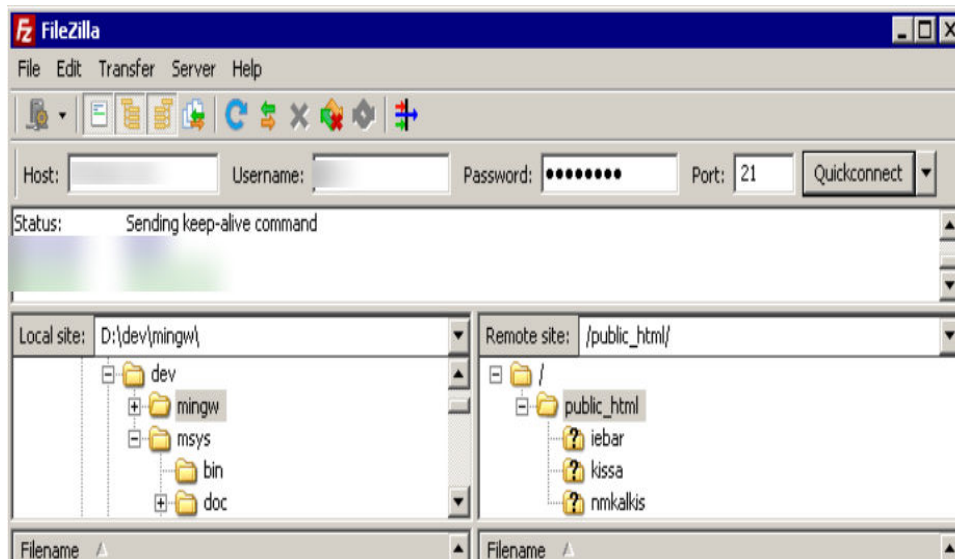 FileZilla
File Edit Transfer Server Help
Host: Username: Password: •••••••• Port: 21 Quickconnect
Status: Sending keep-alive command
Local site: D:\dev\mingw\ Remote site: /public_html/
dev /
mingw public_html
msys iebar
bin kissa
doc nmkalkis
Filename Filename